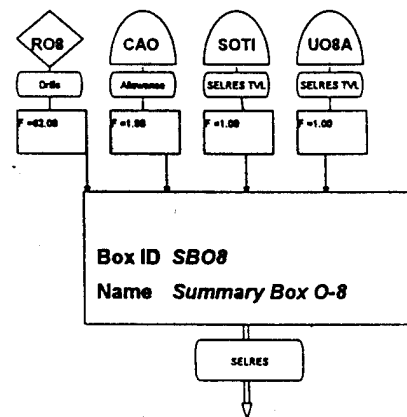 RO8 CAO SOTI UO8A
Drills Allowance SELRES TVL SELRES TVL
F =62.00 F =1.00 F =1.00
Box ID SBO8
Name Summary Box O-8
SELRES